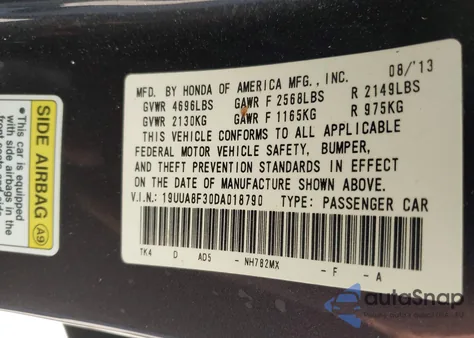 MFD. BY HONDA OF AMERICA MFG., INC. 08/'13
GVWR 4696LBS GAWR F 2568LBS R 2149LBS
GVWR 2130KG GAWR F 1165KG R 975KG
THIS VEHICLE CONFORMS TO ALL APPLICABLE
FEDERAL MOTOR VEHICLE SAFETY, BUMPER,
AND THEFT PREVENTION STANDARDS IN EFFECT
ON THE DATE OF MANUFACTURE SHOWN ABOVE.
V.I.N.: 19UUA8F30DA018790 TYPE: PASSENGER CAR
TK4 D AD5 -NH782MX -F -A
SIDE AIRBAG A9
• This car is
with side airbags in the
autoSnap